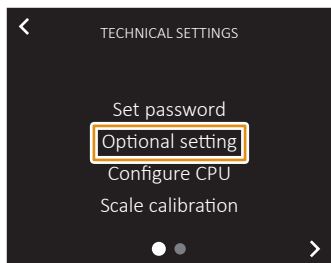 TECHNICAL SETTINGS
Set password
Optional setting
Configure CPU
Scale calibration